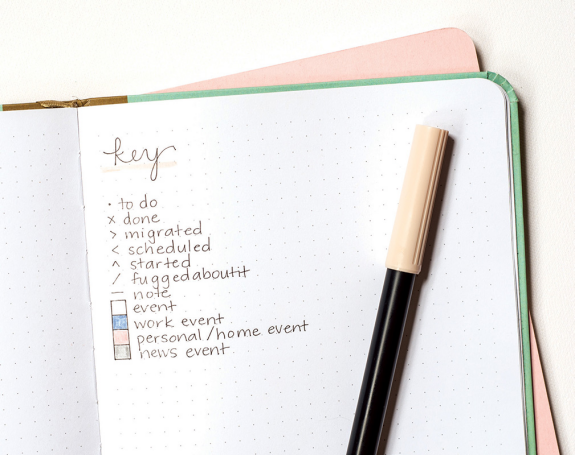 key
· to do
x done
> migrated
< scheduled
^ started
/ fuggedaboutit
— note
event
work event
personal/home event
news event